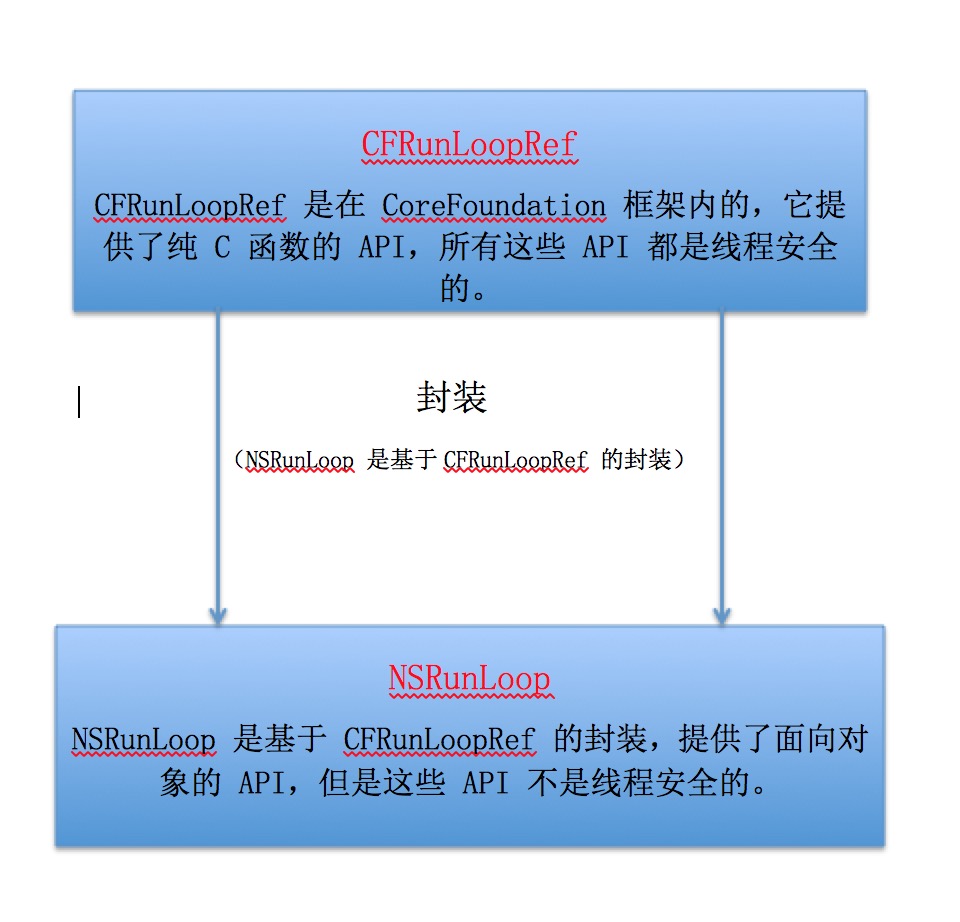 CFRunLoopRef
CFRunLoopRef 是在 CoreFoundation 框架内的，它提
供了纯 C 函数的 API，所有这些 API 都是线程安全
的。
封装
（NSRunLoop 是基于 CFRunLoopRef 的封装）
NSRunLoop
NSRunLoop 是基于 CFRunLoopRef 的封装，提供了面向对
象的 API，但是这些 API 不是线程安全的。